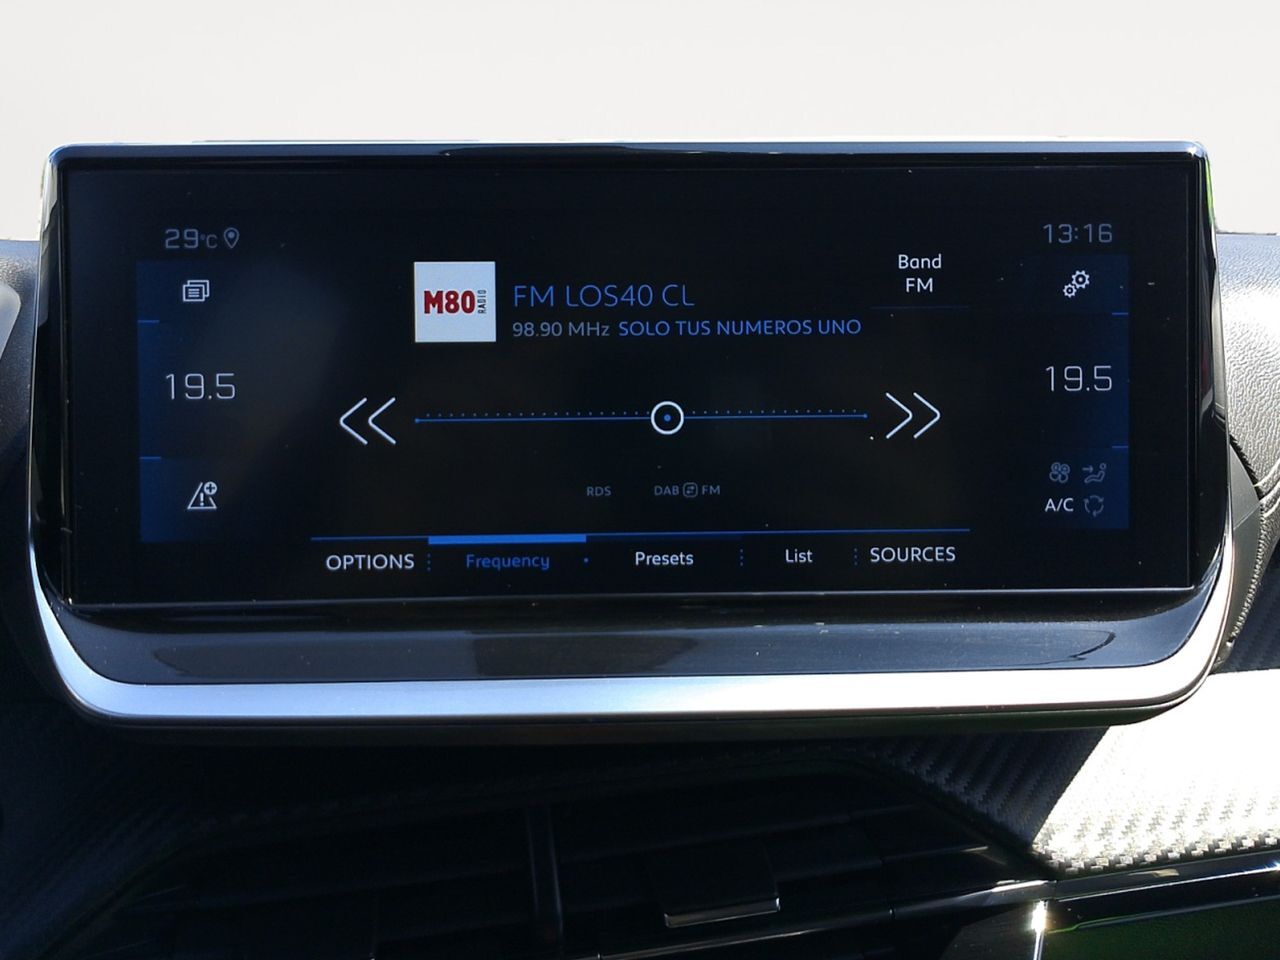 29°C
13:16
Band
FM
M80 RADIO
FM LOS40 CL
98.90 MHz SOLO TUS NUMEROS UNO
19.5
19.5
RDS
DAB FM
A/C
OPTIONS
Frequency
Presets
List
SOURCES